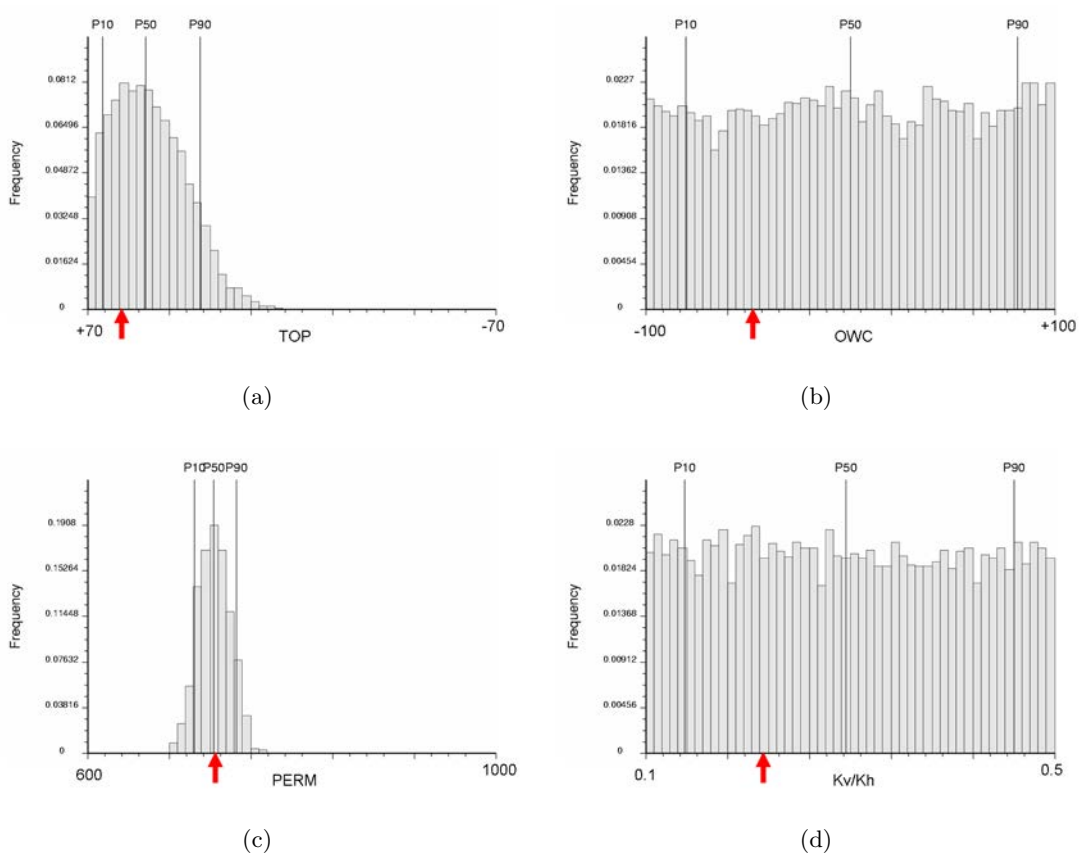 P10 P50 P90
0.0812
0.06496
0.04872
0.03248
0.01624
0
Frequency
+70 -70
TOP
(a)
P10 P50 P90
0.0227
0.01816
0.01362
0.00908
0.00454
0
Frequency
-100 +100
OWC
(b)
P10 P50 P90
0.1908
0.15264
0.11448
0.07632
0.03816
0
Frequency
600 1000
PERM
(c)
P10 P50 P90
0.0228
0.01824
0.01368
0.00912
0.00456
0
Frequency
0.1 0.5
Kv/Kh
(d)